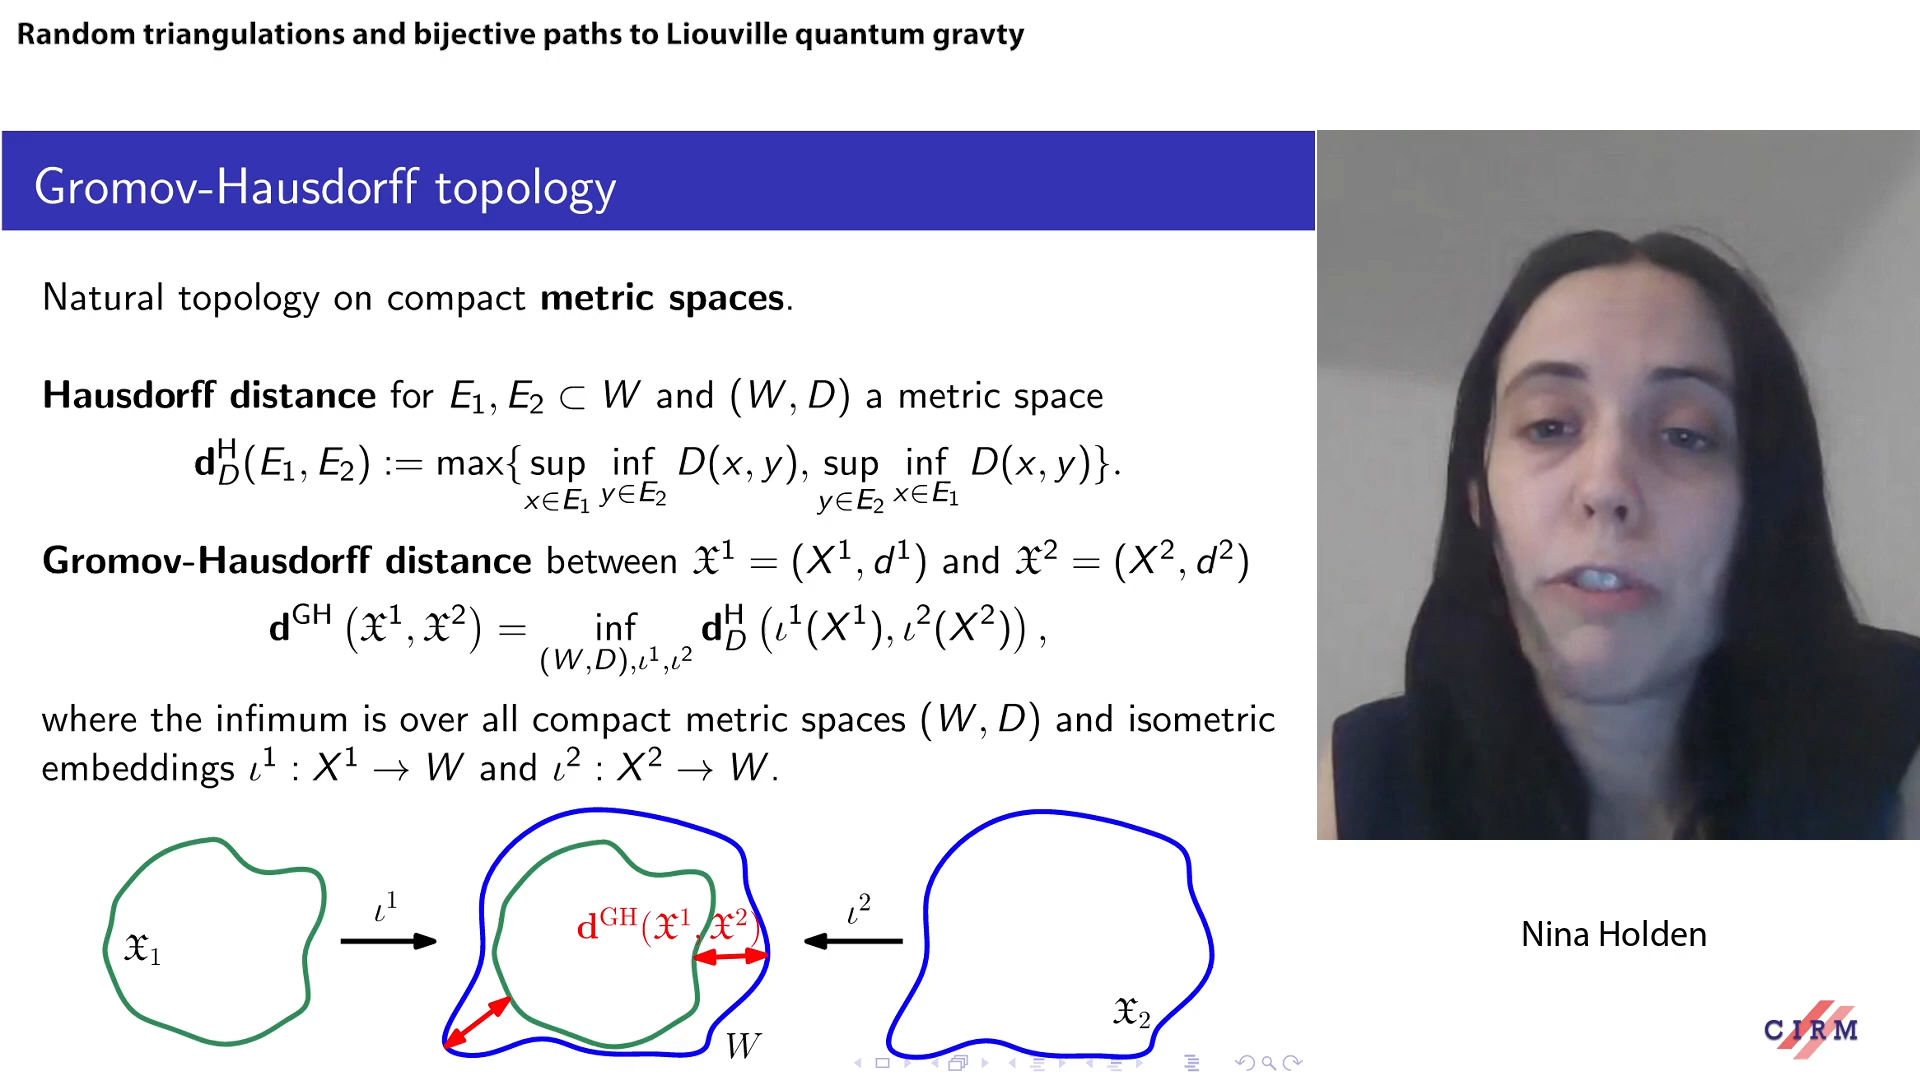 Random triangulations and bijective paths to Liouville quantum gravty
Gromov-Hausdorff topology
Natural topology on compact metric spaces.
Hausdorff distance for E₁, E₂ ⊂ W and (W, D) a metric space
d_D^H(E₁, E₂) := max{ sup_{x∈E₁} inf_{y∈E₂} D(x, y), sup_{y∈E₂} inf_{x∈E₁} D(x, y)}.
Gromov-Hausdorff distance between 𝔛¹ = (X¹, d¹) and 𝔛² = (X², d²)
d^GH (𝔛¹, 𝔛²) = inf_{(W,D),ι¹,ι²} d_D^H (ι¹(X¹), ι²(X²)) ,
where the infimum is over all compact metric spaces (W, D) and isometric
embeddings ι¹ : X¹ → W and ι² : X² → W.
𝔛₁
ι¹
d^GH(𝔛¹, 𝔛²)
W
ι²
𝔛₂
Nina Holden
CIRM